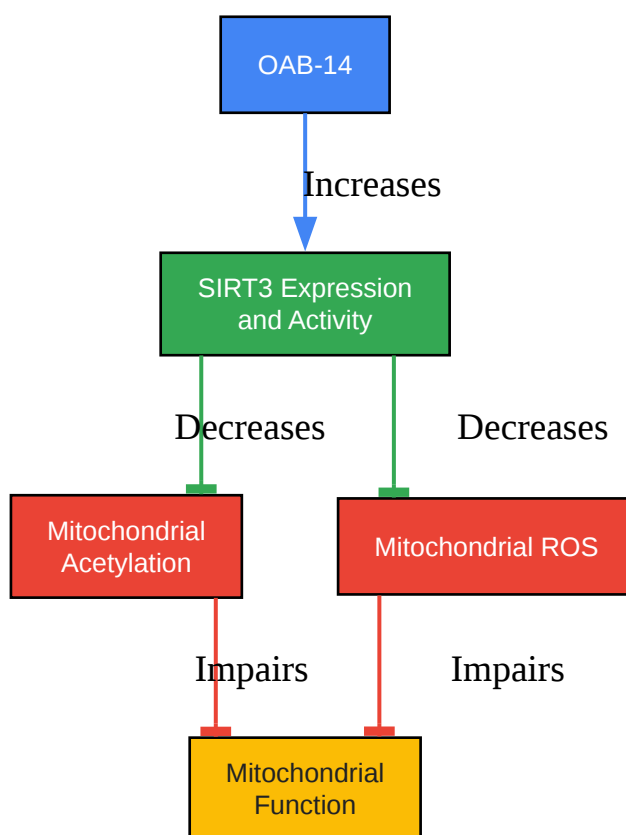 OAB-14
Increases
SIRT3 Expression
and Activity
Decreases
Decreases
Mitochondrial
Acetylation
Mitochondrial ROS
Impairs
Impairs
Mitochondrial
Function